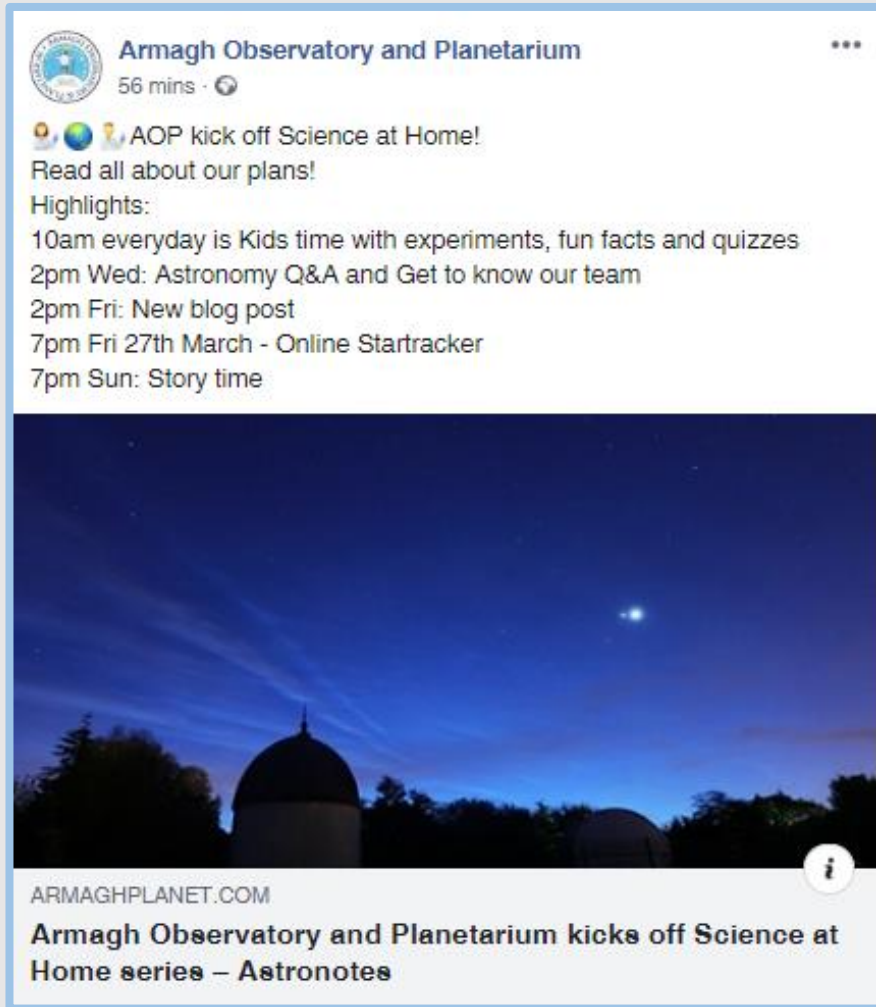 Armagh Observatory and Planetarium
56 mins ·
AOP kick off Science at Home!
Read all about our plans!
Highlights:
10am everyday is Kids time with experiments, fun facts and quizzes
2pm Wed: Astronomy Q&A and Get to know our team
2pm Fri: New blog post
7pm Fri 27th March - Online Startracker
7pm Sun: Story time
i
ARMAGHPLANET.COM
Armagh Observatory and Planetarium kicks off Science at
Home series – Astronotes